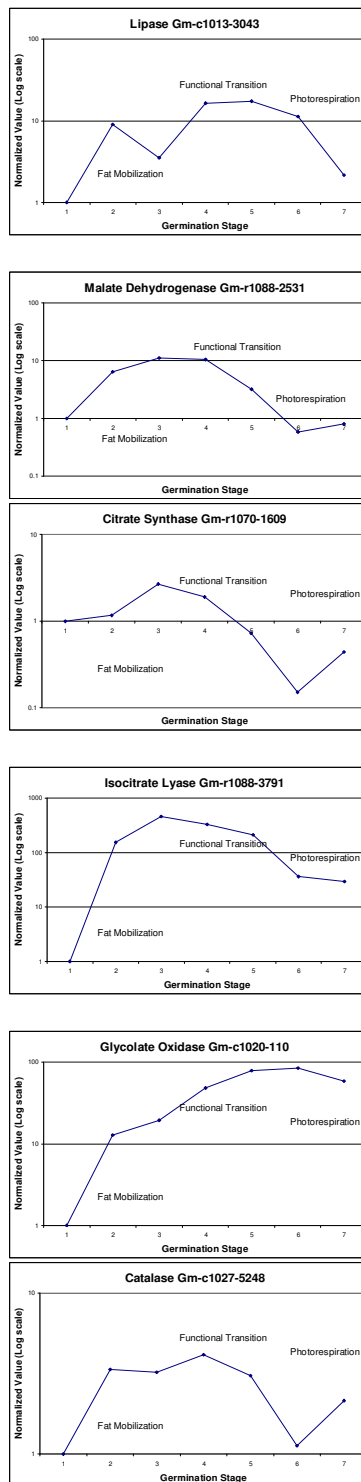 Lipase Gm-c1013-3043
Normalized Value (Log scale)
100
10
1
Functional Transition
Photorespiration
Fat Mobilization
1 2 3 4 5 6 7
Germination Stage
Malate Dehydrogenase Gm-r1088-2531
Normalized Value (Log scale)
100
10
1
0.1
Functional Transition
Photorespiration
1 2 3 4 5 6 7
Fat Mobilization
Germination Stage
Citrate Synthase Gm-r1070-1609
Normalized Value (Log scale)
10
1
0.1
Functional Transition
Photorespiration
1 2 3 4 5 6 7
Fat Mobilization
Germination Stage
Isocitrate Lyase Gm-r1088-3791
Normalized Value (Log scale)
1000
100
10
1
Functional Transition
Photorespiration
Fat Mobilization
1 2 3 4 5 6 7
Germination Stage
Glycolate Oxidase Gm-c1020-110
Normalized Value (Log scale)
100
10
1
Functional Transition
Photorespiration
Fat Mobilization
1 2 3 4 5 6 7
Germination Stage
Catalase Gm-c1027-5248
Normalized Value (Log scale)
10
1
Functional Transition
Photorespiration
Fat Mobilization
1 2 3 4 5 6 7
Germination Stage